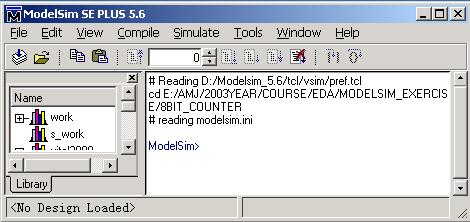 ModelSim SE PLUS 5.6
File Edit View Compile Simulate Tools Window Help
0
# Reading D:/Modelsim_5.6/tcl/vsim/pref.tcl
cd E:/AMJ/2003YEAR/COURSE/EDA/MODELSIM_EXERCIS
E/8BIT_COUNTER
# reading modelsim.ini
ModelSim>
Name
work
s_work
Library
<No Design Loaded>